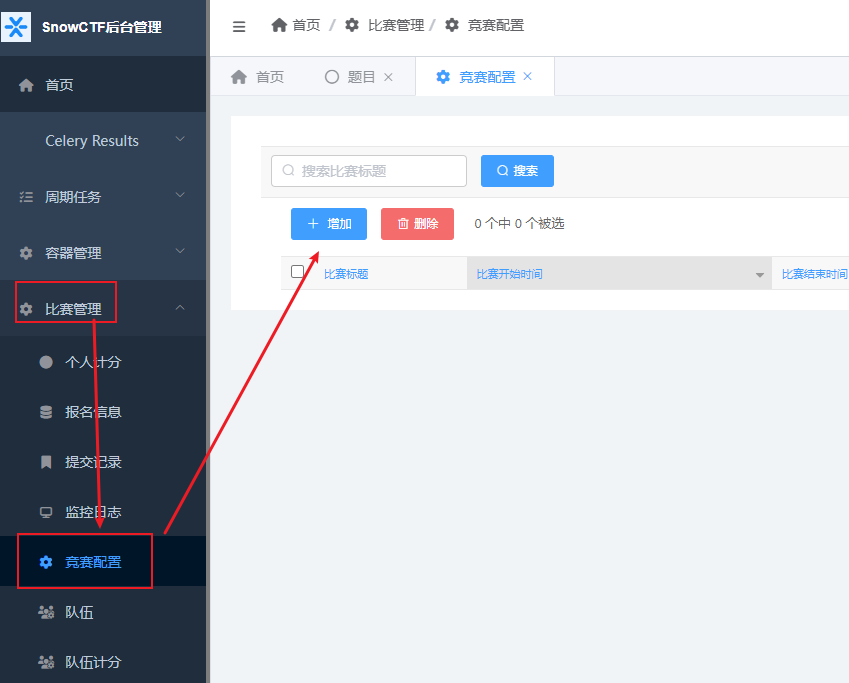 SnowCTF后台管理
首页 / 比赛管理 / 竞赛配置
首页
题目
竞赛配置
首页
Celery Results
周期任务
容器管理
比赛管理
个人计分
报名信息
提交记录
监控日志
竞赛配置
队伍
队伍计分
搜索比赛标题
搜索
增加
删除
0 个中 0 个被选
比赛标题
比赛开始时间
比赛结束时间